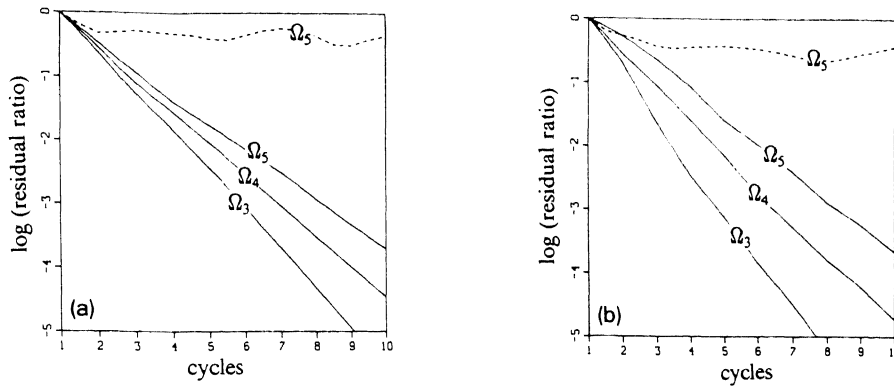 0
-1
-2
-3
-4
-5
log (residual ratio)
Ω5
Ω5
Ω4
Ω3
(a)
1 2 3 4 5 6 7 8 9 10
cycles
0
-1
-2
-3
-4
-5
log (residual ratio)
Ω5
Ω5
Ω4
Ω3
(b)
1 2 3 4 5 6 7 8 9
cycles